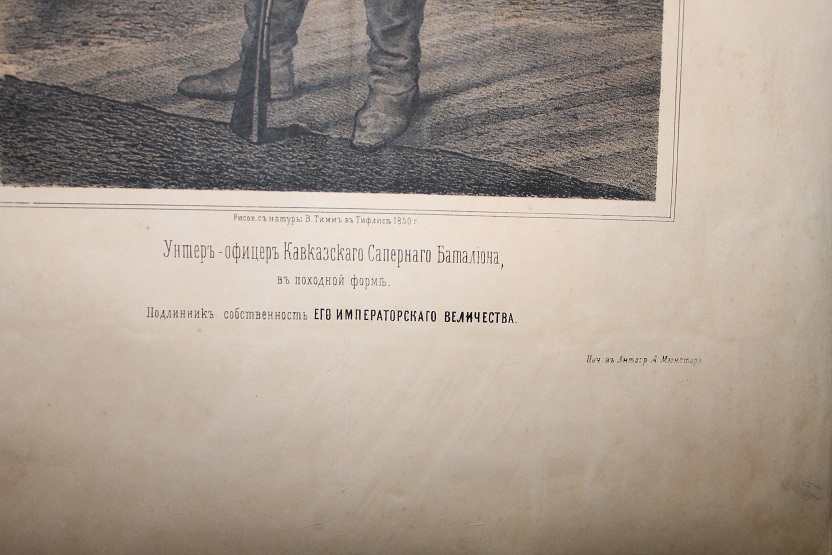 Рисов. съ натуры В. Тиммъ въ Тифлисѣ 1850 г.
Унтеръ-офицеръ Кавказскаго Сапернаго Баталіона,
въ походной формѣ.
Подлинникъ собственность ЕГО ИМПЕРАТОРСКАГО ВЕЛИЧЕСТВА.
Печ. въ Литогр. А. Мюнстера.